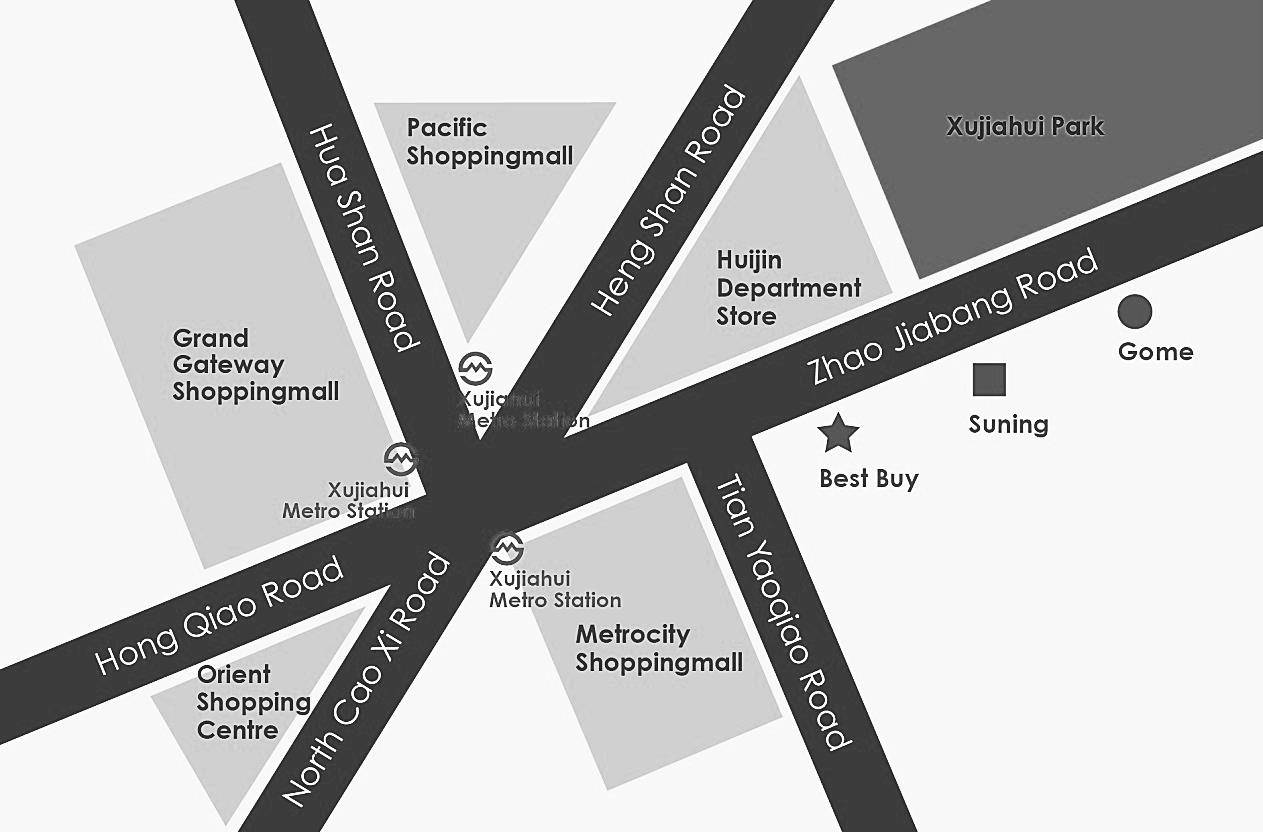 Pacific
Shoppingmall
Xujiahui Park
Hua Shan Road
Heng Shan Road
Huijin
Department
Store
Zhao Jiabang Road
Grand
Gateway
Shoppingmall
Gome
Suning
Best Buy
Xujiahui
Metro Station
Xujiahui
Metro Station
Xujiahui
Metro Station
Hong Qiao Road
North Cao Xi Road
Tian Yaoqiao Road
Metrocity
Shoppingmall
Orient
Shopping
Centre